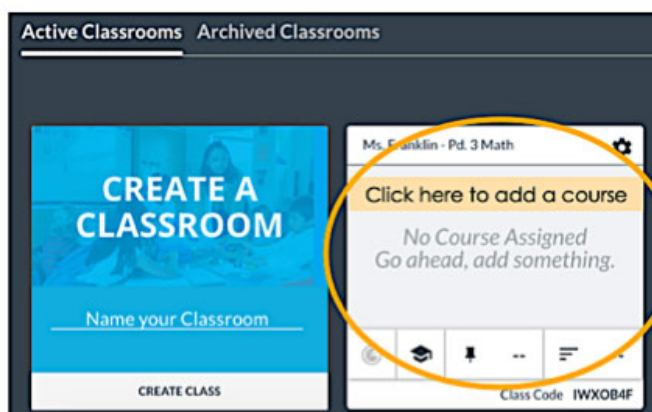 Active Classrooms Archived Classrooms
CREATE A
CLASSROOM
Name your Classroom
CREATE CLASS
Ms. Franklin - Pd. 3 Math
Click here to add a course
No Course Assigned
Go ahead, add something.
--
Class Code IWXOB4F